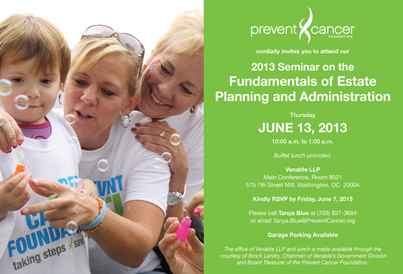 prevent cancer
FOUNDATION
cordially invites you to attend our
2013 Seminar on the
Fundamentals of Estate
Planning and Administration
Thursday
JUNE 13, 2013
10:00 a.m. to 1:00 p.m.
Buffet lunch provided.
Venable LLP
Main Conference, Room 8021
575 7th Street NW, Washington, DC 20004
Kindly RSVP by Friday, June 7, 2013
Please call Tanya Blue at (703) 837-3684
or email Tanya.Blue@PreventCancer.org
Garage Parking Available
The office of Venable LLP and lunch is made available through the
courtesy of Brock Landry, Chairman of Venable's Government Division
and Board Treasurer of the Prevent Cancer Foundation.
FOUNDA
taking steps